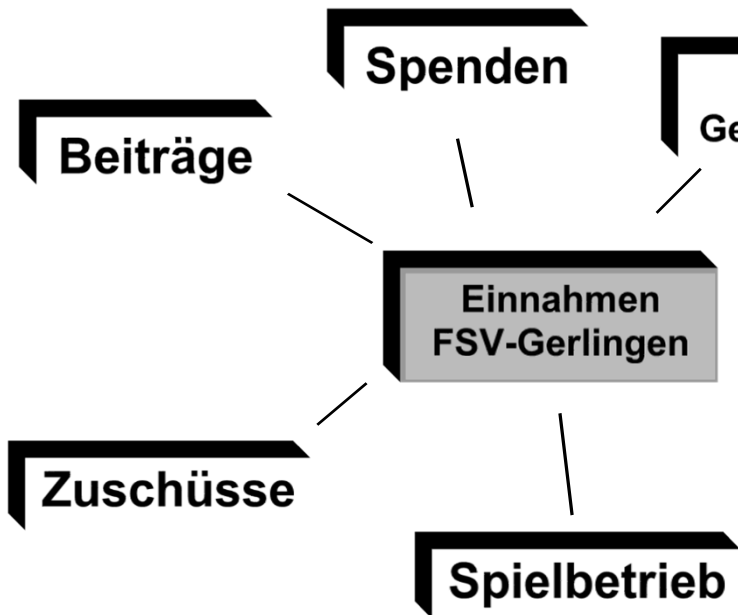 Spenden
Beiträge
Einnahmen
FSV-Gerlingen
Zuschüsse
Spielbetrieb